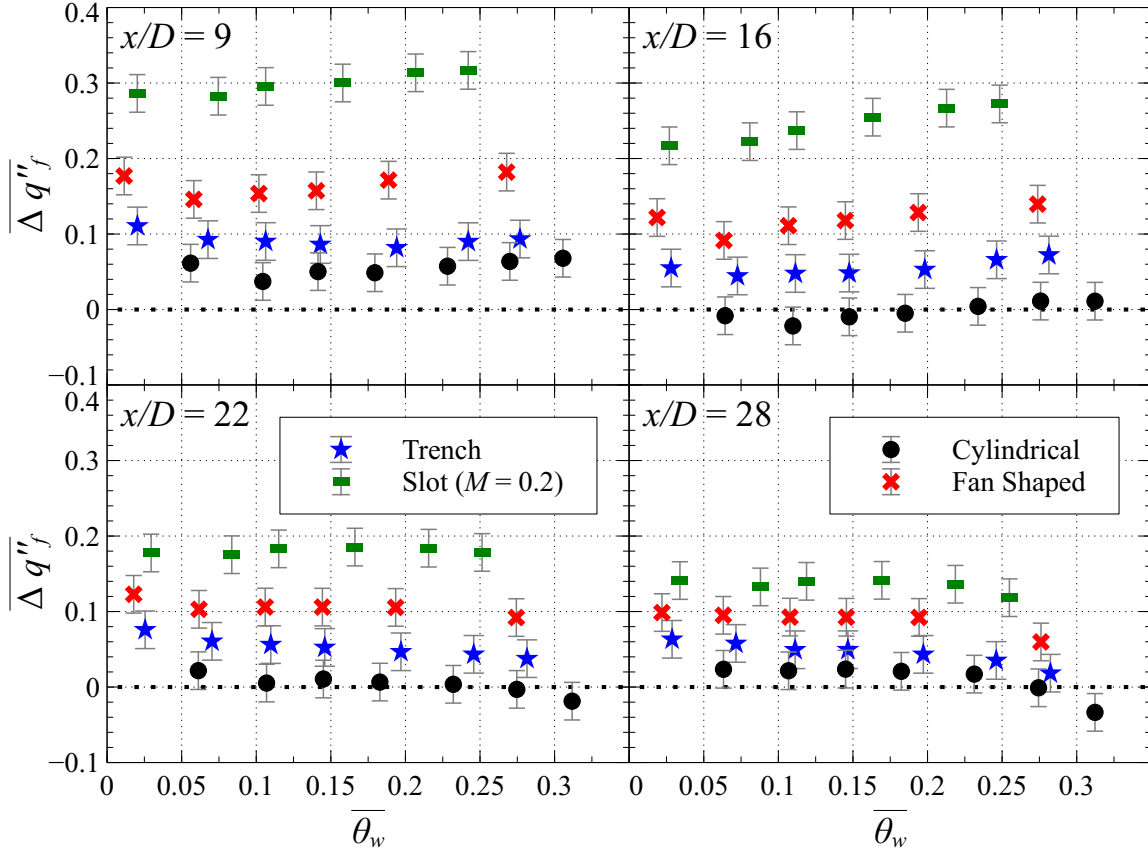 x/D = 9
x/D = 16
0.4
0.3
0.2
0.1
0
−0.1
Δ q″f
x/D = 22
x/D = 28
Trench
Slot (M = 0.2)
Cylindrical
Fan Shaped
0.4
0.3
0.2
0.1
0
−0.1
Δ q″f
0 0.05 0.1 0.15 0.2 0.25 0.3
0 0.05 0.1 0.15 0.2 0.25 0.3
θw
θw